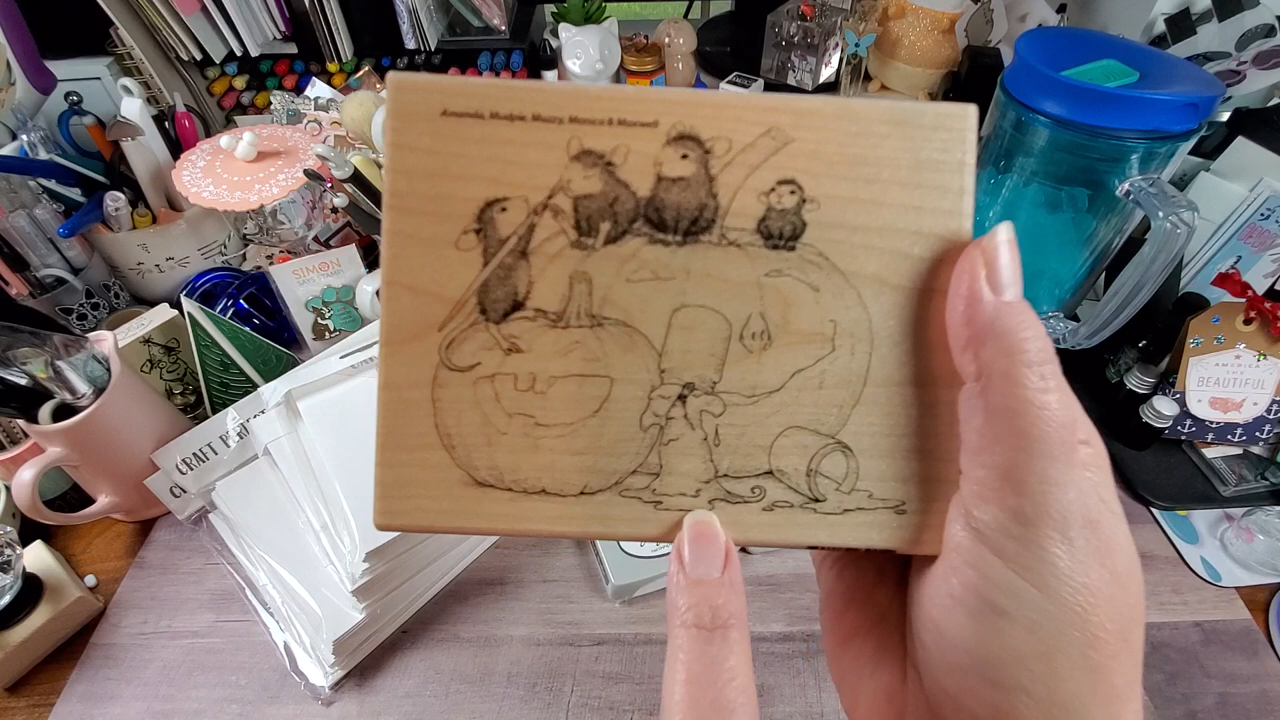 Amanda, Mudpie, Muzzy, Monica & Maxwell
SIMON
SAYS STAMP!
CRAFT PERFECT
AMERICA
THE
BEAUTIFUL